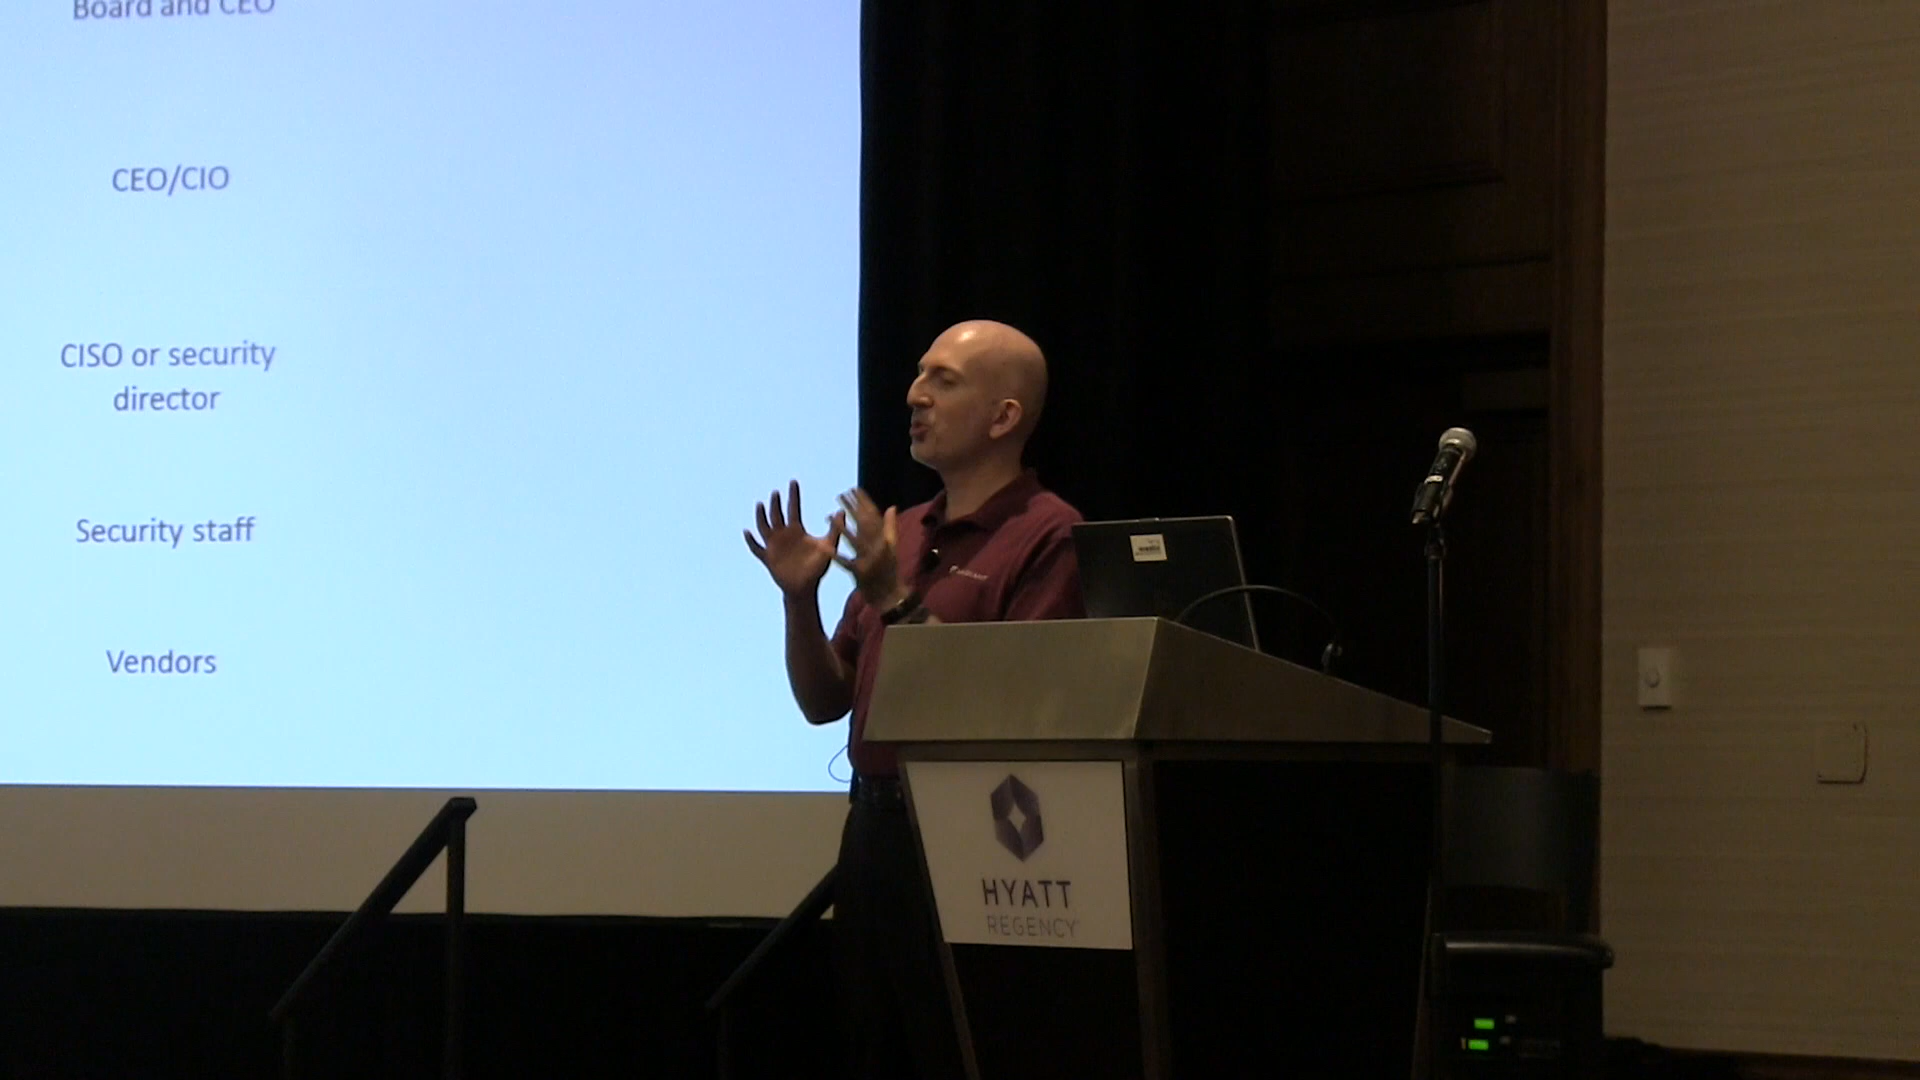 Board and CEO
CEO/CIO
CISO or security
director
Security staff
Vendors
HYATT
REGENCY